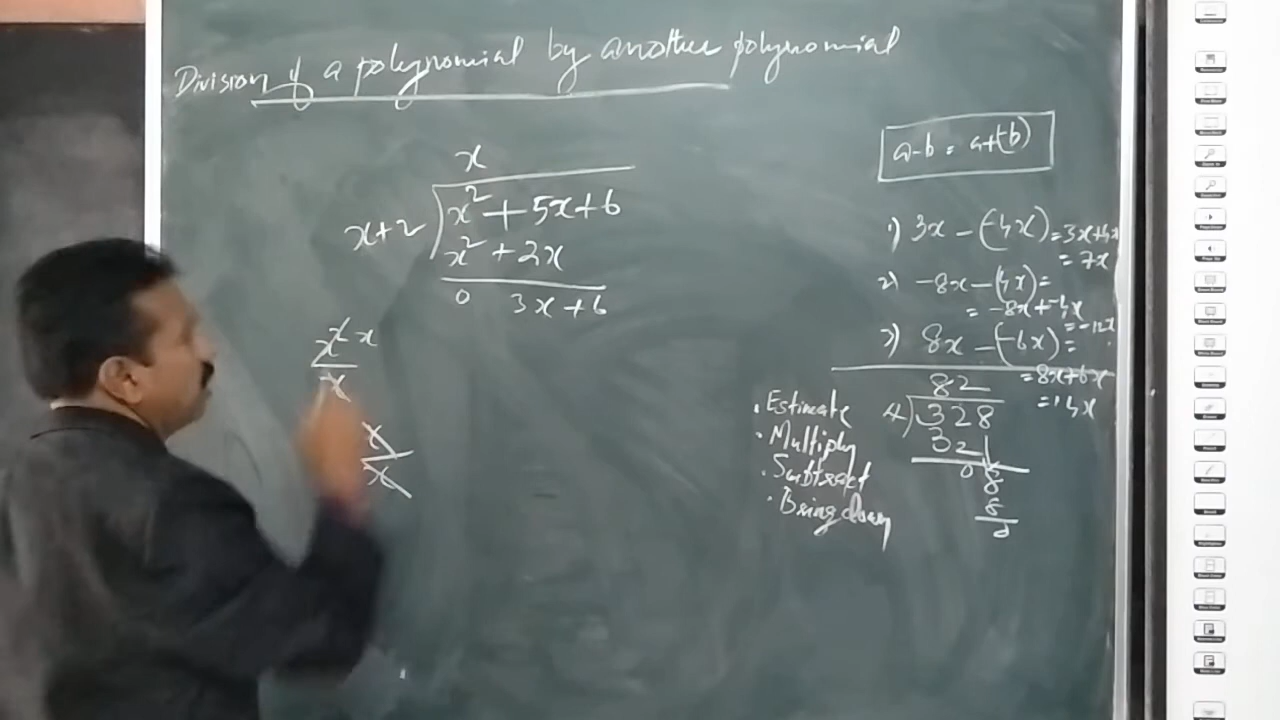 Division of a polynomial by another polynomial
x
x+2) x² + 5x+6
x² + 2x
0 3x+6
x² x
x
x
x
a-b = a+(-b)
1) 3x - (-4x) = 3x+4x
= 7x
2) -8x - (4x) =
= -8x+-4x
= -12x
3) 8x - (-6x) =
= 8x+6x
= 14x
. Estimate
. Multiply
. Subtract
. Bring down
82
4) 328
32
0 8
8
0